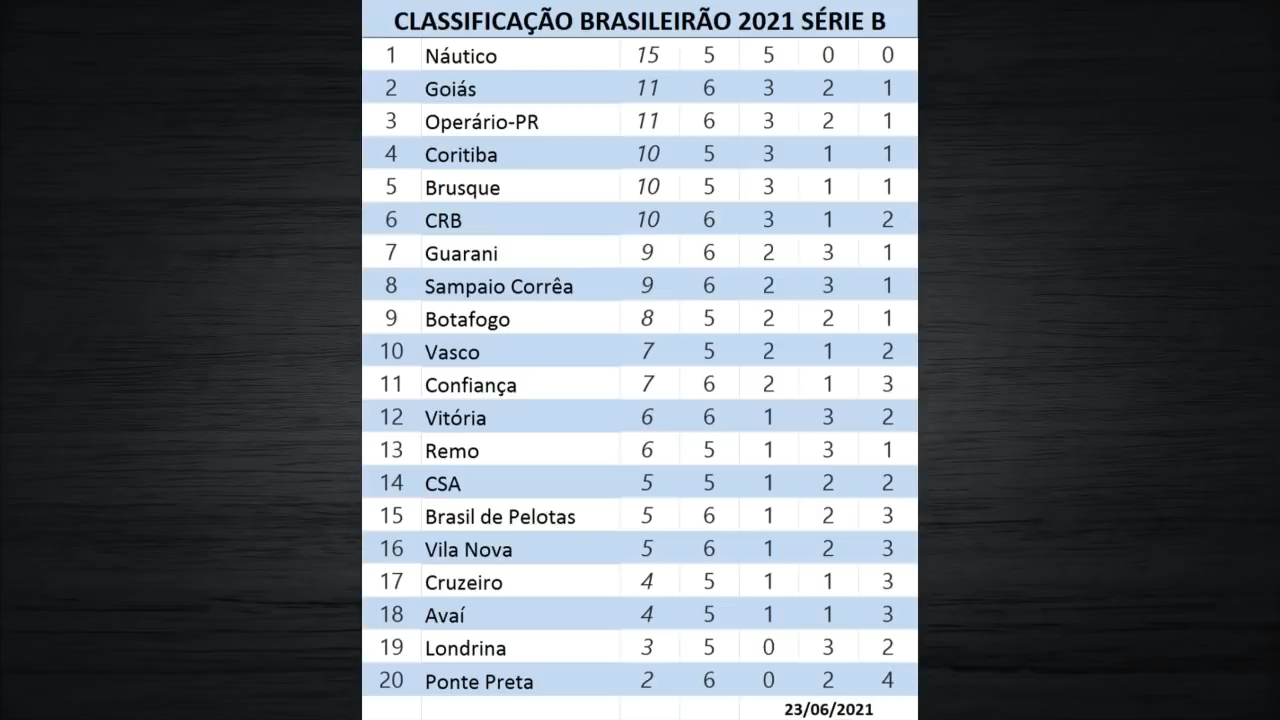 CLASSIFICAÇÃO BRASILEIRÃO 2021 SÉRIE B
1 Náutico 15 5 5 0 0
2 Goiás 11 6 3 2 1
3 Operário-PR 11 6 3 2 1
4 Coritiba 10 5 3 1 1
5 Brusque 10 5 3 1 1
6 CRB 10 6 3 1 2
7 Guarani 9 6 2 3 1
8 Sampaio Corrêa 9 6 2 3 1
9 Botafogo 8 5 2 2 1
10 Vasco 7 5 2 1 2
11 Confiança 7 6 2 1 3
12 Vitória 6 6 1 3 2
13 Remo 6 5 1 3 1
14 CSA 5 5 1 2 2
15 Brasil de Pelotas 5 6 1 2 3
16 Vila Nova 5 6 1 2 3
17 Cruzeiro 4 5 1 1 3
18 Avaí 4 5 1 1 3
19 Londrina 3 5 0 3 2
20 Ponte Preta 2 6 0 2 4
23/06/2021